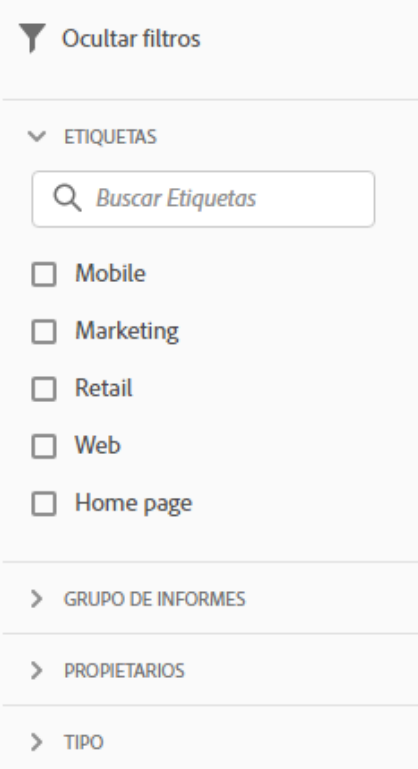 Ocultar filtros
ETIQUETAS
Buscar Etiquetas
Mobile
Marketing
Retail
Web
Home page
GRUPO DE INFORMES
PROPIETARIOS
TIPO